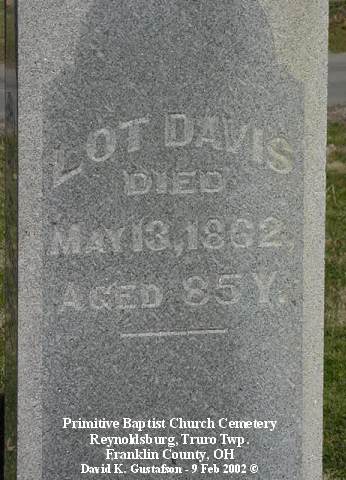 LOT DAVIS
DIED
MAY 13, 1862.
AGED 85 Y.
Primitive Baptist Church Cemetery
Reynoldsburg, Truro Twp.
Franklin County, OH
David K. Gustafson - 9 Feb 2002 ©